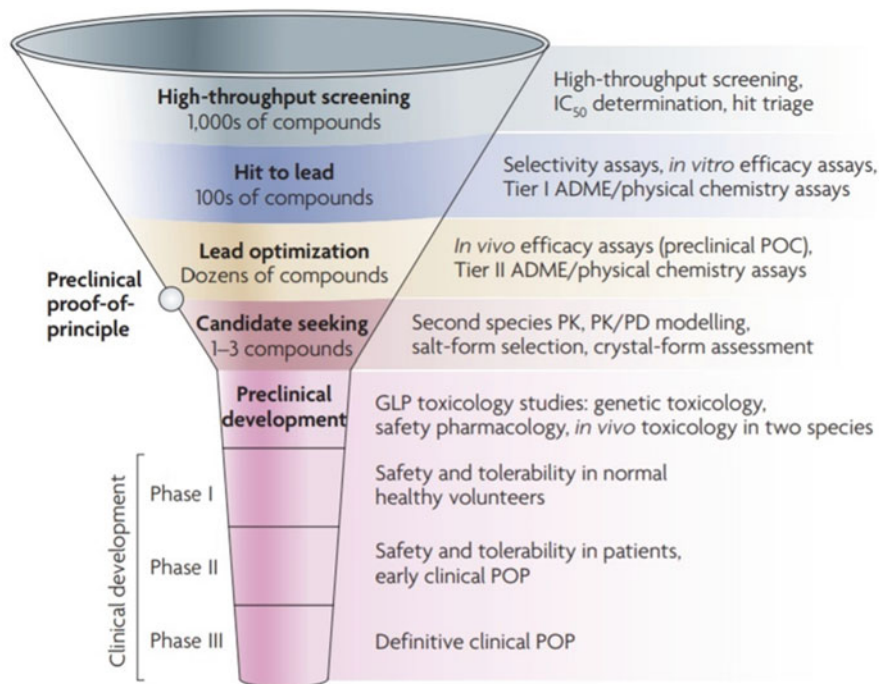 High-throughput screening
1,000s of compounds
High-throughput screening,
IC50 determination, hit triage
Hit to lead
100s of compounds
Selectivity assays, in vitro efficacy assays,
Tier I ADME/physical chemistry assays
Lead optimization
Dozens of compounds
In vivo efficacy assays (preclinical POC),
Tier II ADME/physical chemistry assays
Preclinical
proof-of-
principle
Candidate seeking
1–3 compounds
Second species PK, PK/PD modelling,
salt-form selection, crystal-form assessment
Preclinical
development
GLP toxicology studies: genetic toxicology,
safety pharmacology, in vivo toxicology in two species
Clinical development
Phase I
Safety and tolerability in normal
healthy volunteers
Phase II
Safety and tolerability in patients,
early clinical POP
Phase III
Definitive clinical POP